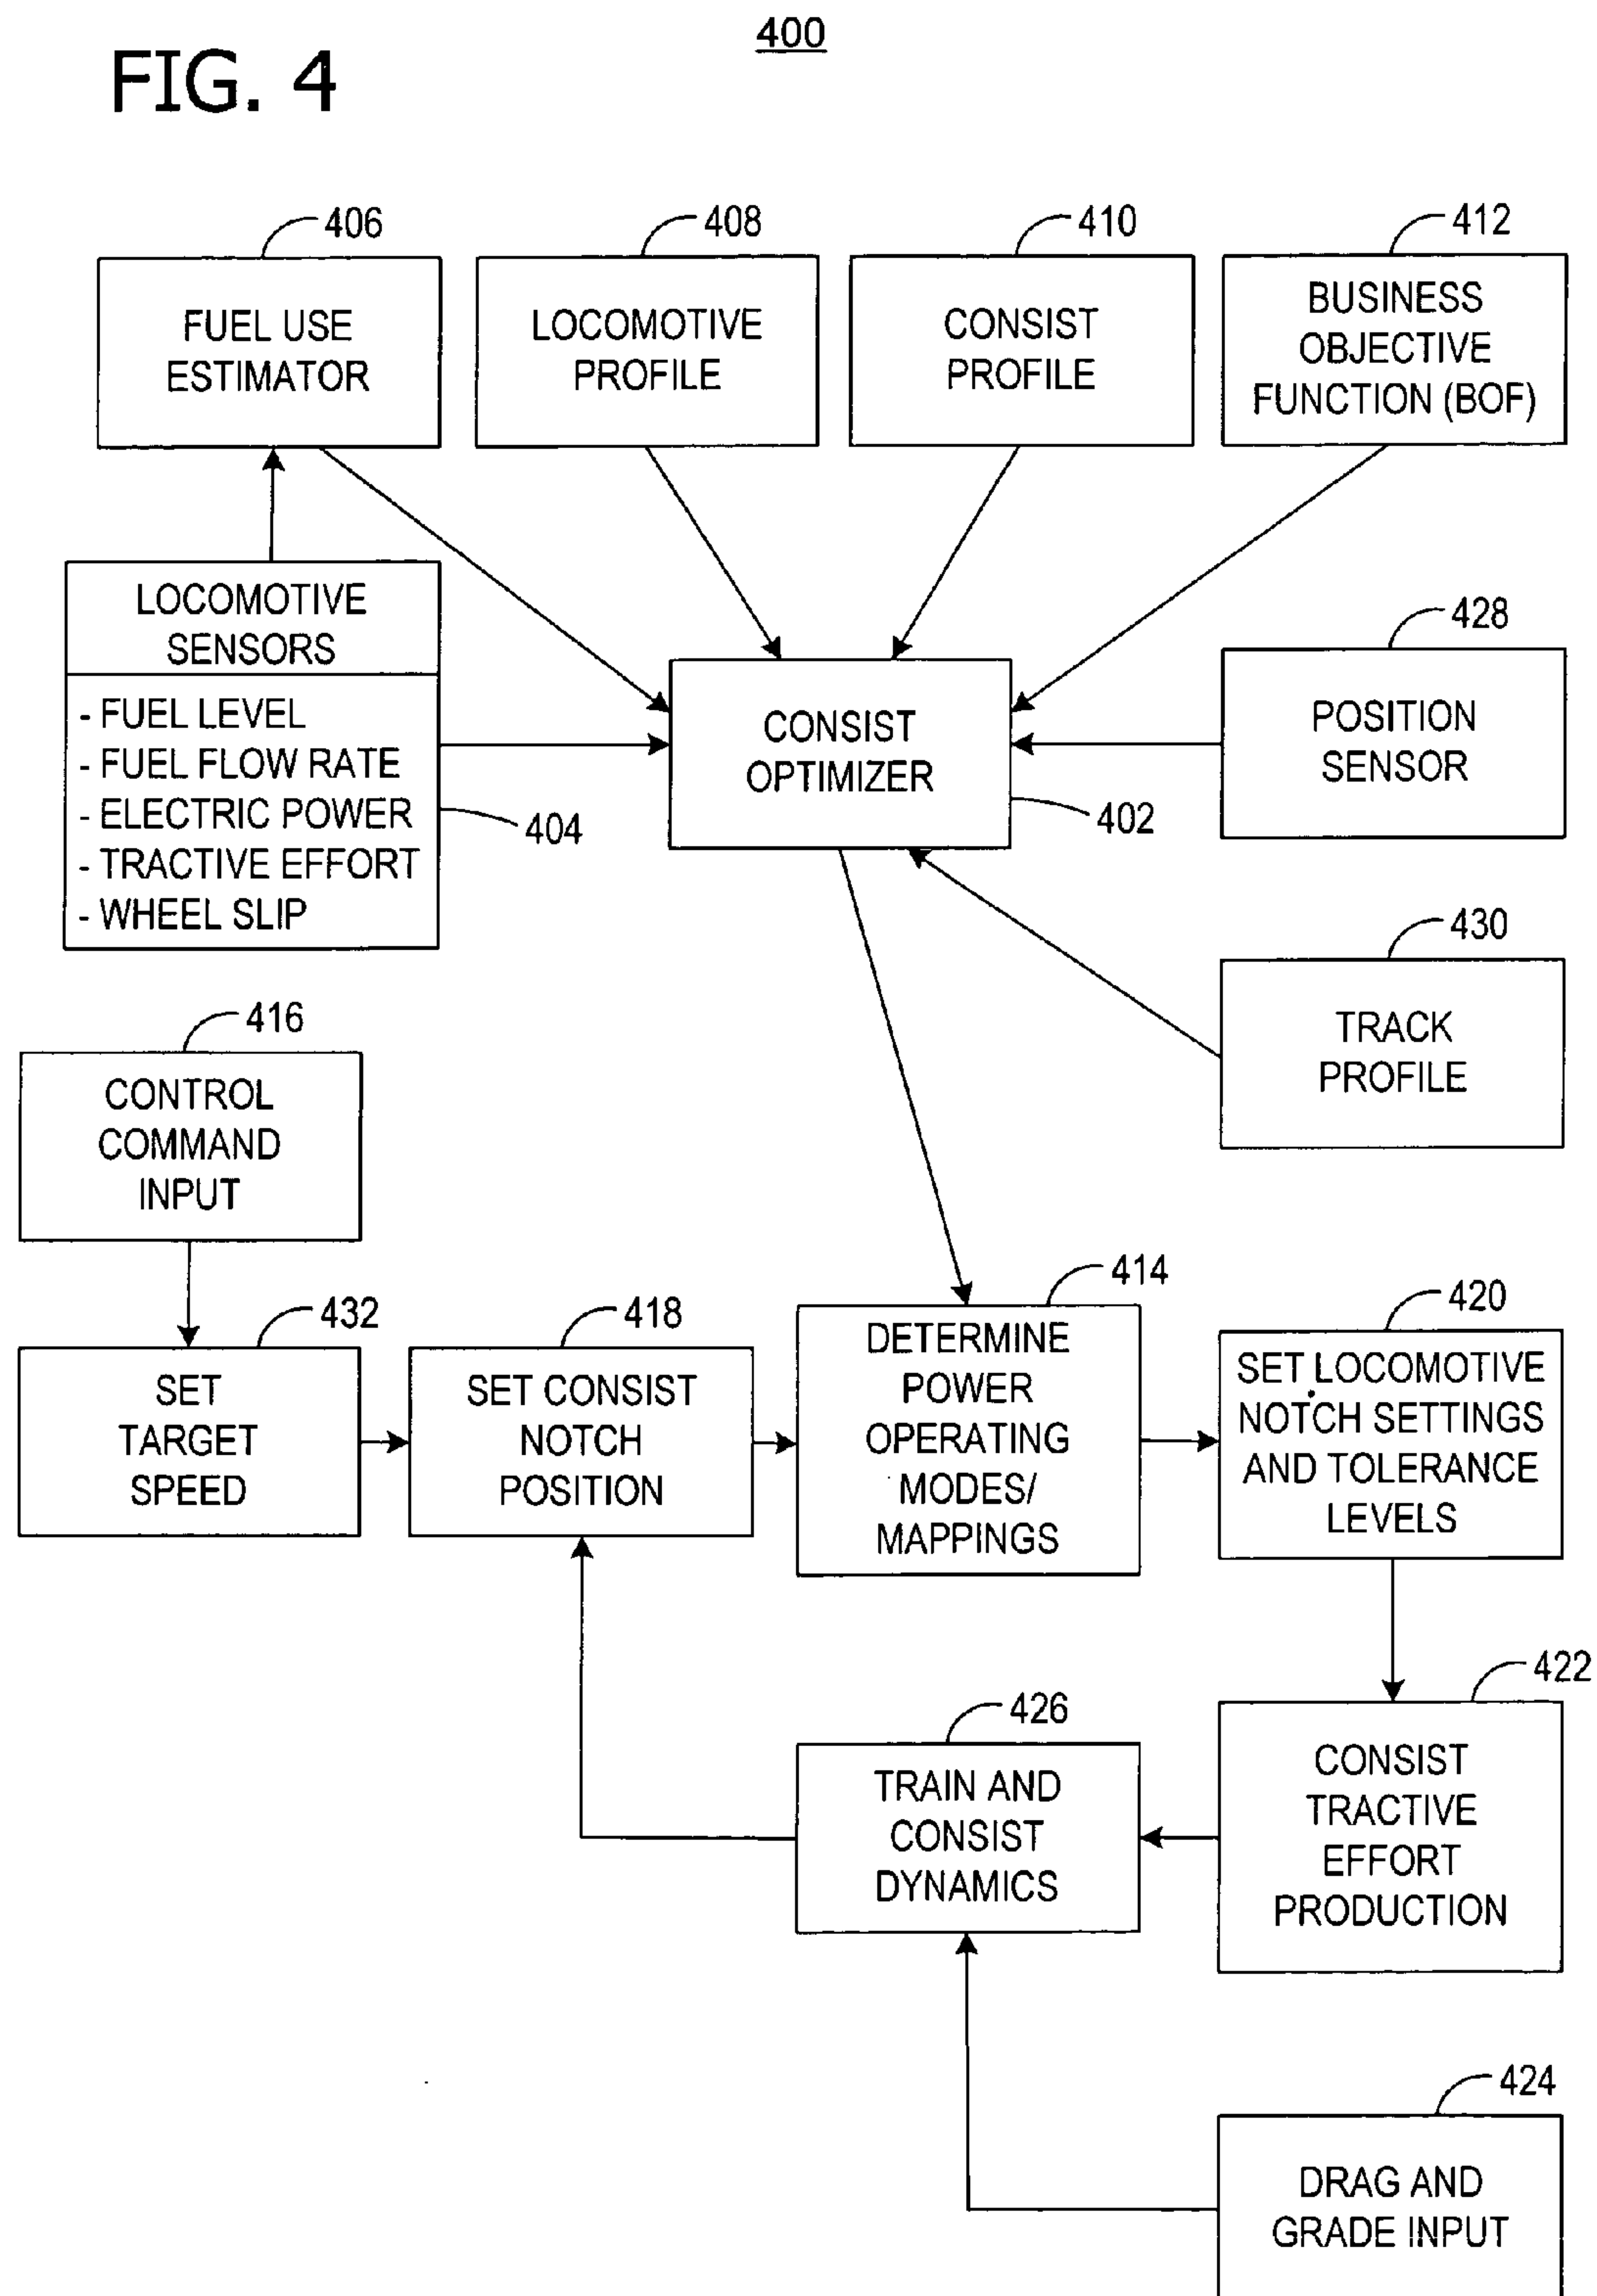 400
FIG. 4
406
408
410
412
FUEL USE
ESTIMATOR
LOCOMOTIVE
PROFILE
CONSIST
PROFILE
BUSINESS
OBJECTIVE
FUNCTION (BOF)
LOCOMOTIVE
SENSORS
- FUEL LEVEL
- FUEL FLOW RATE
- ELECTRIC POWER
- TRACTIVE EFFORT
- WHEEL SLIP
404
CONSIST
OPTIMIZER
402
428
POSITION
SENSOR
430
TRACK
PROFILE
416
CONTROL
COMMAND
INPUT
432
SET
TARGET
SPEED
418
SET CONSIST
NOTCH
POSITION
414
DETERMINE
POWER
OPERATING
MODES/
MAPPINGS
420
SET LOCOMOTIVE
NOTCH SETTINGS
AND TOLERANCE
LEVELS
422
CONSIST
TRACTIVE
EFFORT
PRODUCTION
426
TRAIN AND
CONSIST
DYNAMICS
424
DRAG AND
GRADE INPUT